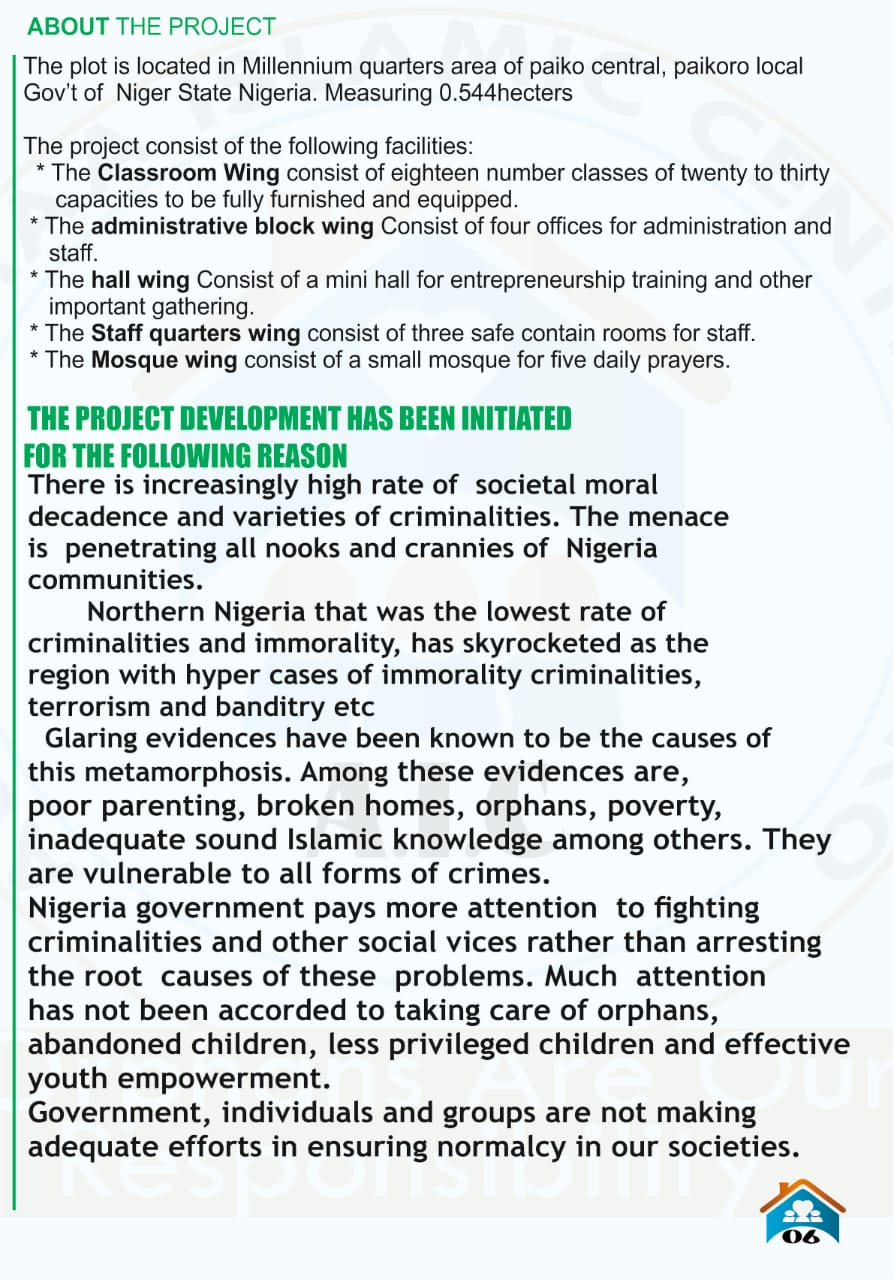 ABOUT THE PROJECT
The plot is located in Millennium quarters area of paiko central, paikoro local
Gov't of Niger State Nigeria. Measuring 0.544hecters
The project consist of the following facilities:
* The Classroom Wing consist of eighteen number classes of twenty to thirty
capacities to be fully furnished and equipped.
* The administrative block wing Consist of four offices for administration and
staff.
* The hall wing Consist of a mini hall for entrepreneurship training and other
important gathering.
* The Staff quarters wing consist of three safe contain rooms for staff.
* The Mosque wing consist of a small mosque for five daily prayers.
THE PROJECT DEVELOPMENT HAS BEEN INITIATED
FOR THE FOLLOWING REASON
There is increasingly high rate of societal moral
decadence and varieties of criminalities. The menace
is penetrating all nooks and crannies of Nigeria
communities.
Northern Nigeria that was the lowest rate of
criminalities and immorality, has skyrocketed as the
region with hyper cases of immorality criminalities,
terrorism and banditry etc
Glaring evidences have been known to be the causes of
this metamorphosis. Among these evidences are,
poor parenting, broken homes, orphans, poverty,
inadequate sound Islamic knowledge among others. They
are vulnerable to all forms of crimes.
Nigeria government pays more attention to fighting
criminalities and other social vices rather than arresting
the root causes of these problems. Much attention
has not been accorded to taking care of orphans,
abandoned children, less privileged children and effective
youth empowerment.
Government, individuals and groups are not making
adequate efforts in ensuring normalcy in our societies.
Orphans Are Our
Responsibility
A.I.C
06